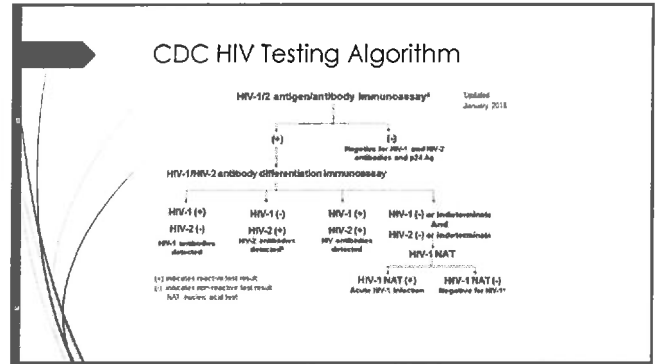 CDC HIV Testing Algorithm
HIV-1/2 antigen/antibody immunoassay
Updated
January 2018
(+)
(-)
Negative for HIV-1 and HIV-2
antibodies and p24 Ag
HIV-1/HIV-2 antibody differentiation immunoassay
HIV-1 (+)
HIV-2 (-)
HIV-1 antibodies
detected
HIV-1 (-)
HIV-2 (+)
HIV-2 antibodies
detected
HIV-1 (+)
HIV-2 (+)
HIV antibodies
detected
HIV-1 (-) or indeterminate
And
HIV-2 (-) or indeterminate
HIV-1 NAT
HIV-1 NAT (+)
Acute HIV-1 Infection
HIV-1 NAT (-)
Negative for HIV-1
(+) indicates reactive test result
(-) indicates non-reactive test result
NAT: nucleic acid test